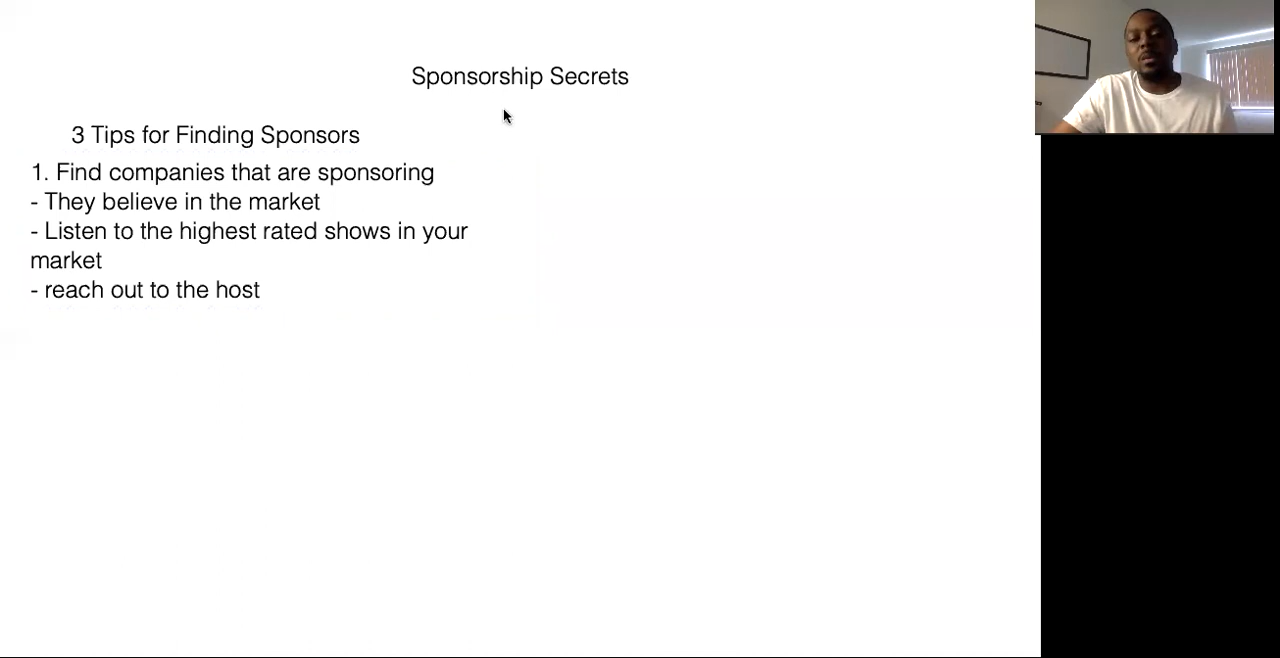 Sponsorship Secrets
3 Tips for Finding Sponsors
1. Find companies that are sponsoring
- They believe in the market
- Listen to the highest rated shows in your
market
- reach out to the host